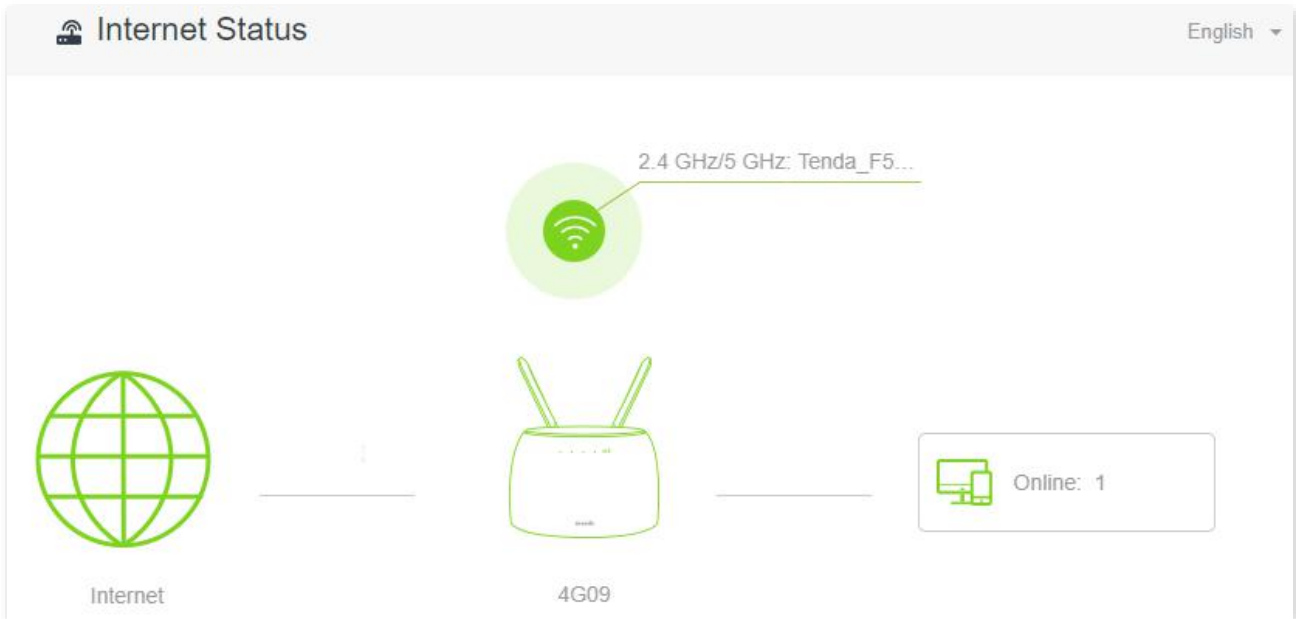 Internet Status
English
2.4 GHz/5 GHz: Tenda_F5...
Online: 1
Internet
4G09